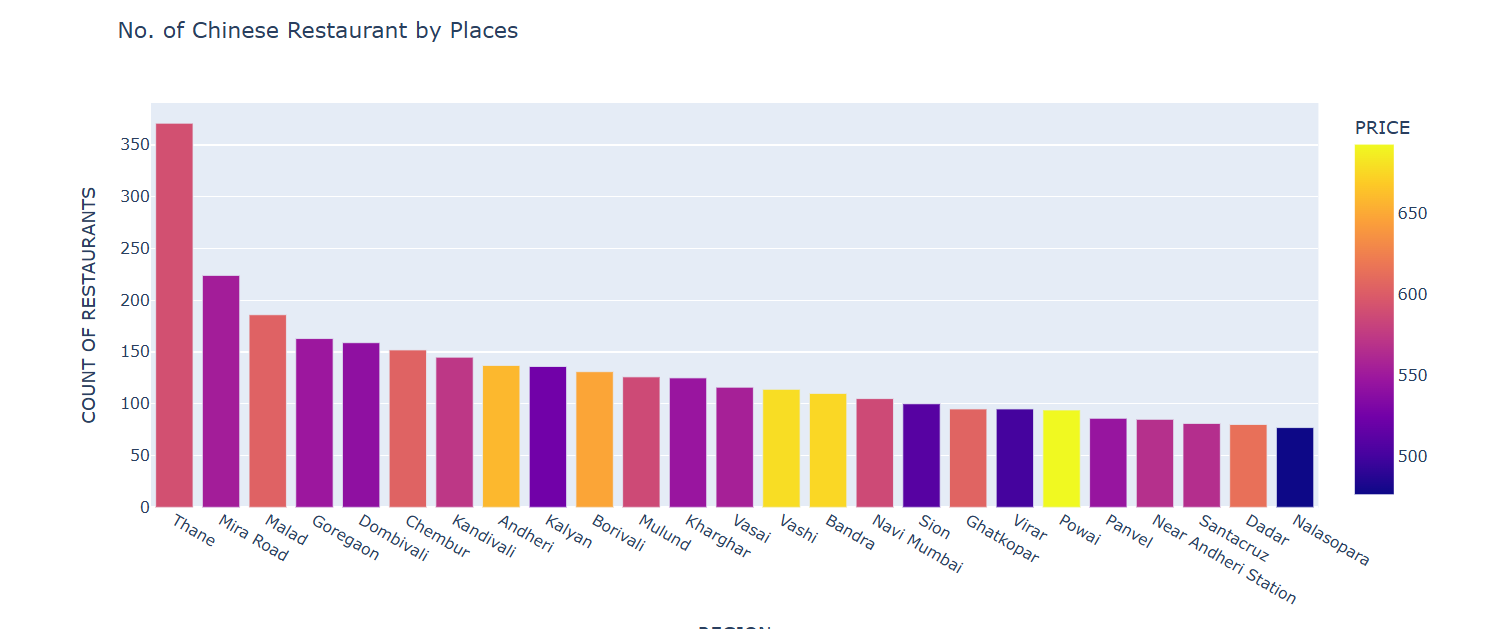 No. of Chinese Restaurant by Places
PRICE
350
300
250
200
150
100
50
0
COUNT OF RESTAURANTS
650
600
550
500
Thane
Mira Road
Malad
Goregaon
Dombivali
Chembur
Kandivali
Andheri
Kalyan
Borivali
Mulund
Kharghar
Vasai
Vashi
Bandra
Navi Mumbai
Sion
Ghatkopar
Virar
Powai
Panvel
Near Andheri Station
Santacruz
Dadar
Nalasopara
REGION